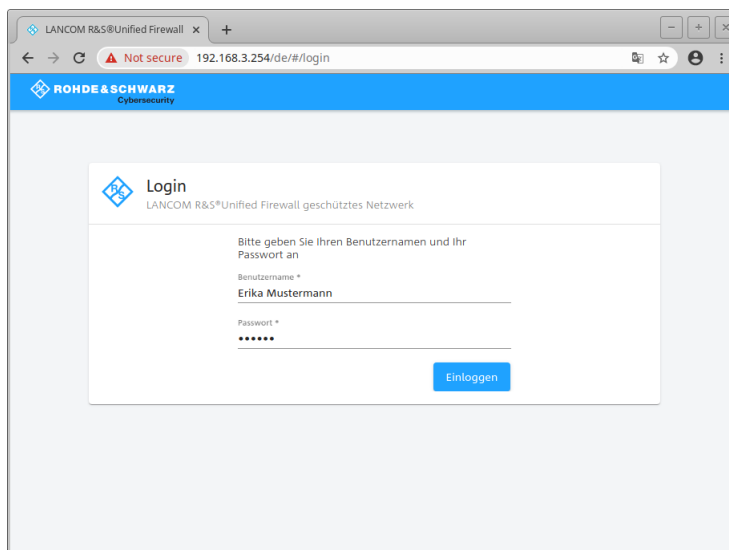 LANCOM R&S®Unified Firewall
Not secure 192.168.3.254/de/#/login
ROHDE&SCHWARZ
Cybersecurity
R S
Login
LANCOM R&S®Unified Firewall geschütztes Netzwerk
Bitte geben Sie Ihren Benutzernamen und Ihr
Passwort an
Benutzername *
Erika Mustermann
Passwort *
••••••
Einloggen